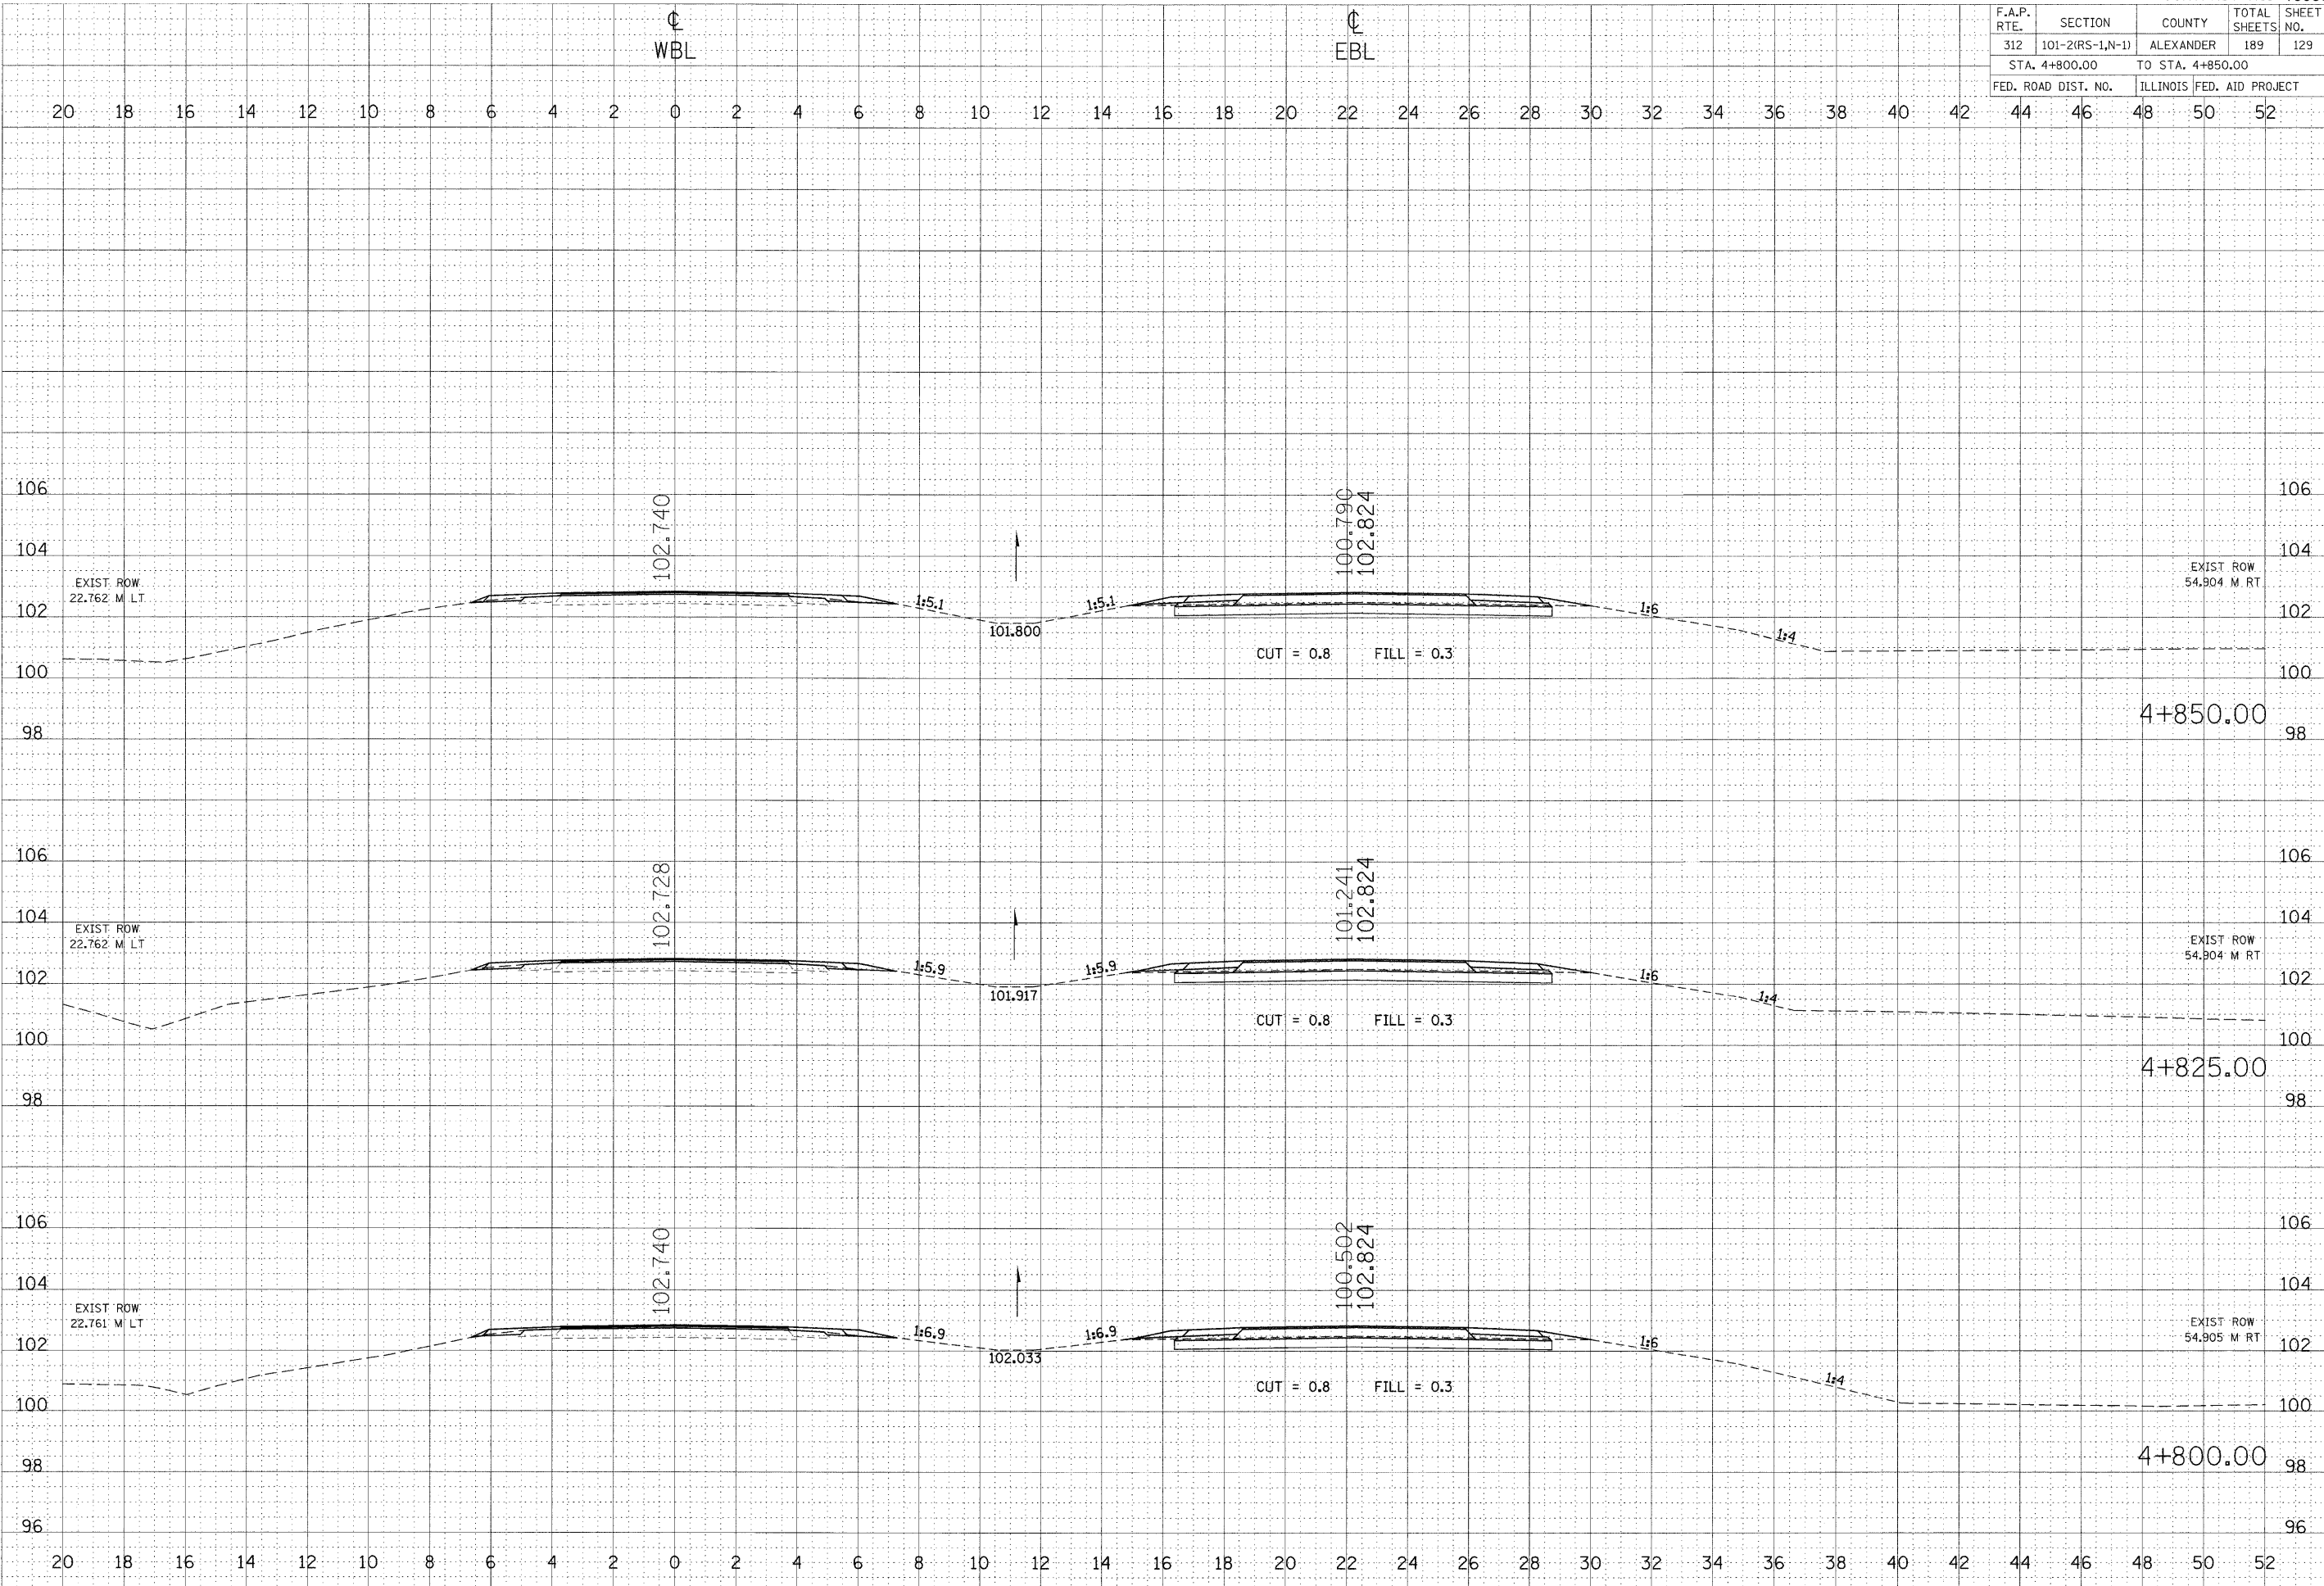 ℄
WBL
℄
EBL
F.A.P. RTE. SECTION COUNTY TOTAL SHEETS SHEET NO.
312 101-2(RS-1,N-1) ALEXANDER 189 129
STA. 4+800.00 TO STA. 4+850.00
FED. ROAD DIST. NO. ILLINOIS FED. AID PROJECT
20 18 16 14 12 10 8 6 4 2 0 2 4 6 8 10 12 14 16 18 20 22 24 26 28 30 32 34 36 38 40 42 44 46 48 50 52
106 102.740 100.790 102.824 106
104 104
EXIST ROW
22.762 M LT
EXIST ROW
54.904 M RT
102 1:5.1 1:5.1 1:6 102
101.800 1:4
CUT = 0.8 FILL = 0.3
100 100
4+850.00
98 98
106 102.728 101.241 102.824 106
104 104
EXIST ROW
22.762 M LT
EXIST ROW
54.904 M RT
102 1:5.9 1:5.9 1:6 102
101.917 1:4
CUT = 0.8 FILL = 0.3
100 100
4+825.00
98 98
106 102.740 100.502 102.824 106
104 104
EXIST ROW
22.761 M LT
EXIST ROW
54.905 M RT
102 1:6.9 1:6.9 1:6 102
102.033 1:4
CUT = 0.8 FILL = 0.3
100 100
4+800.00
98 98
96 96
20 18 16 14 12 10 8 6 4 2 0 2 4 6 8 10 12 14 16 18 20 22 24 26 28 30 32 34 36 38 40 42 44 46 48 50 52